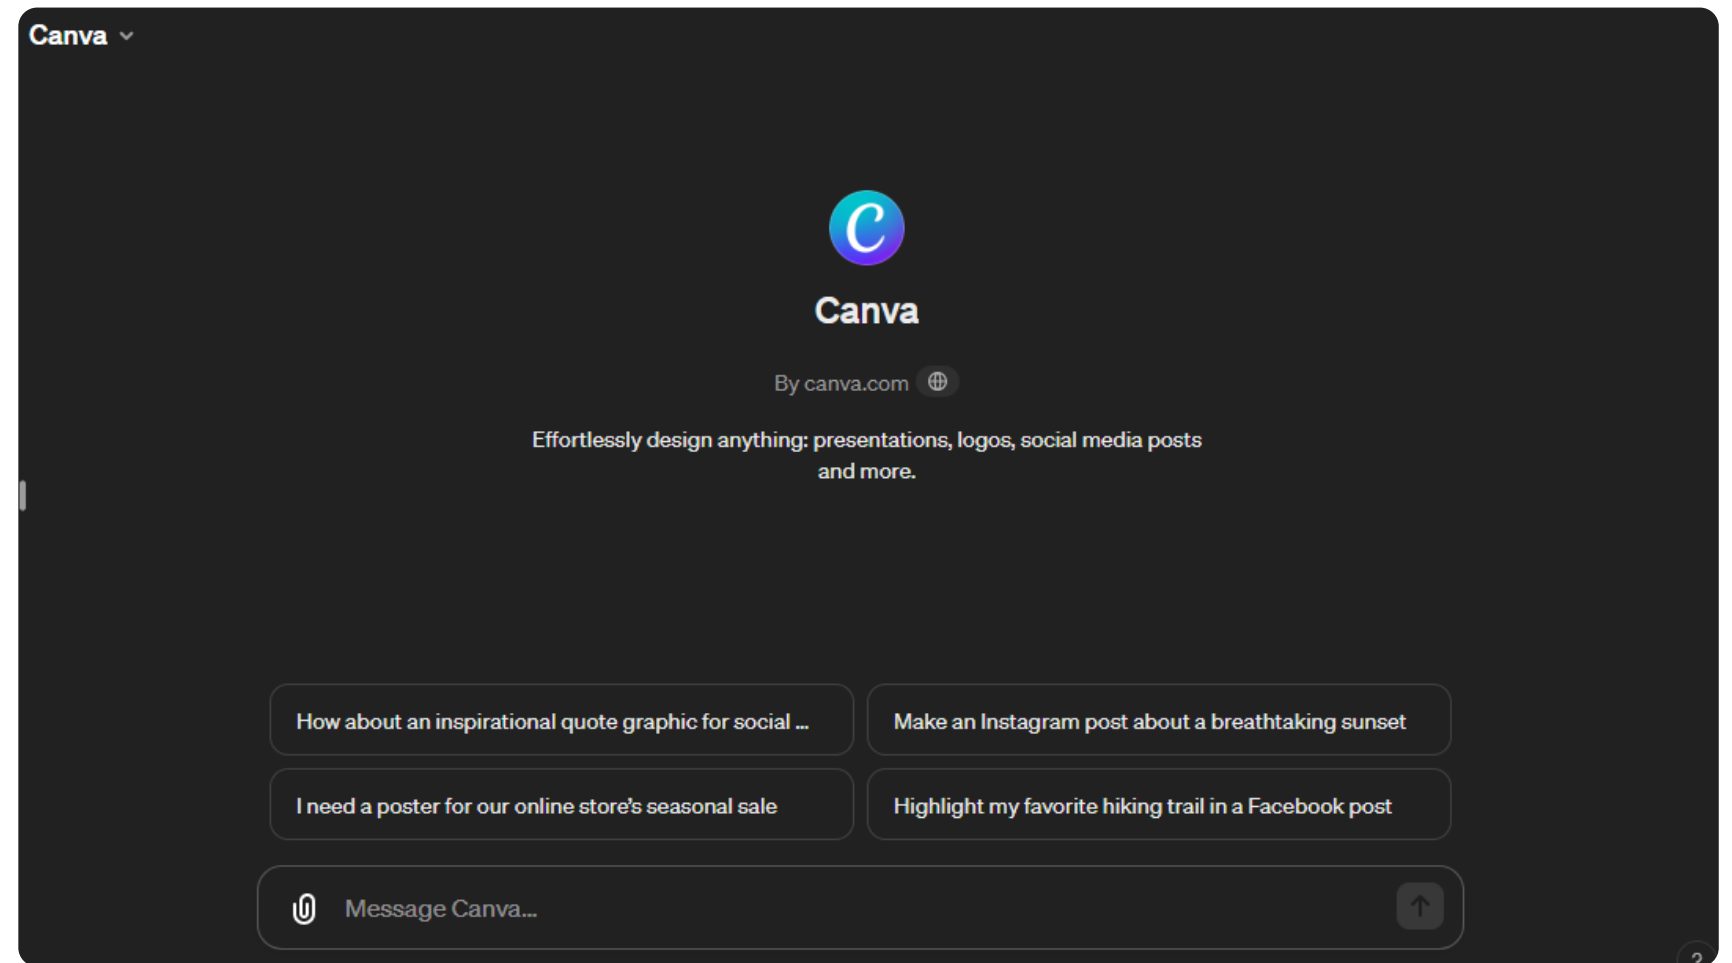 Canva
C
Canva
By canva.com
Effortlessly design anything: presentations, logos, social media posts
and more.
How about an inspirational quote graphic for social ...
Make an Instagram post about a breathtaking sunset
I need a poster for our online store's seasonal sale
Highlight my favorite hiking trail in a Facebook post
Message Canva...
?